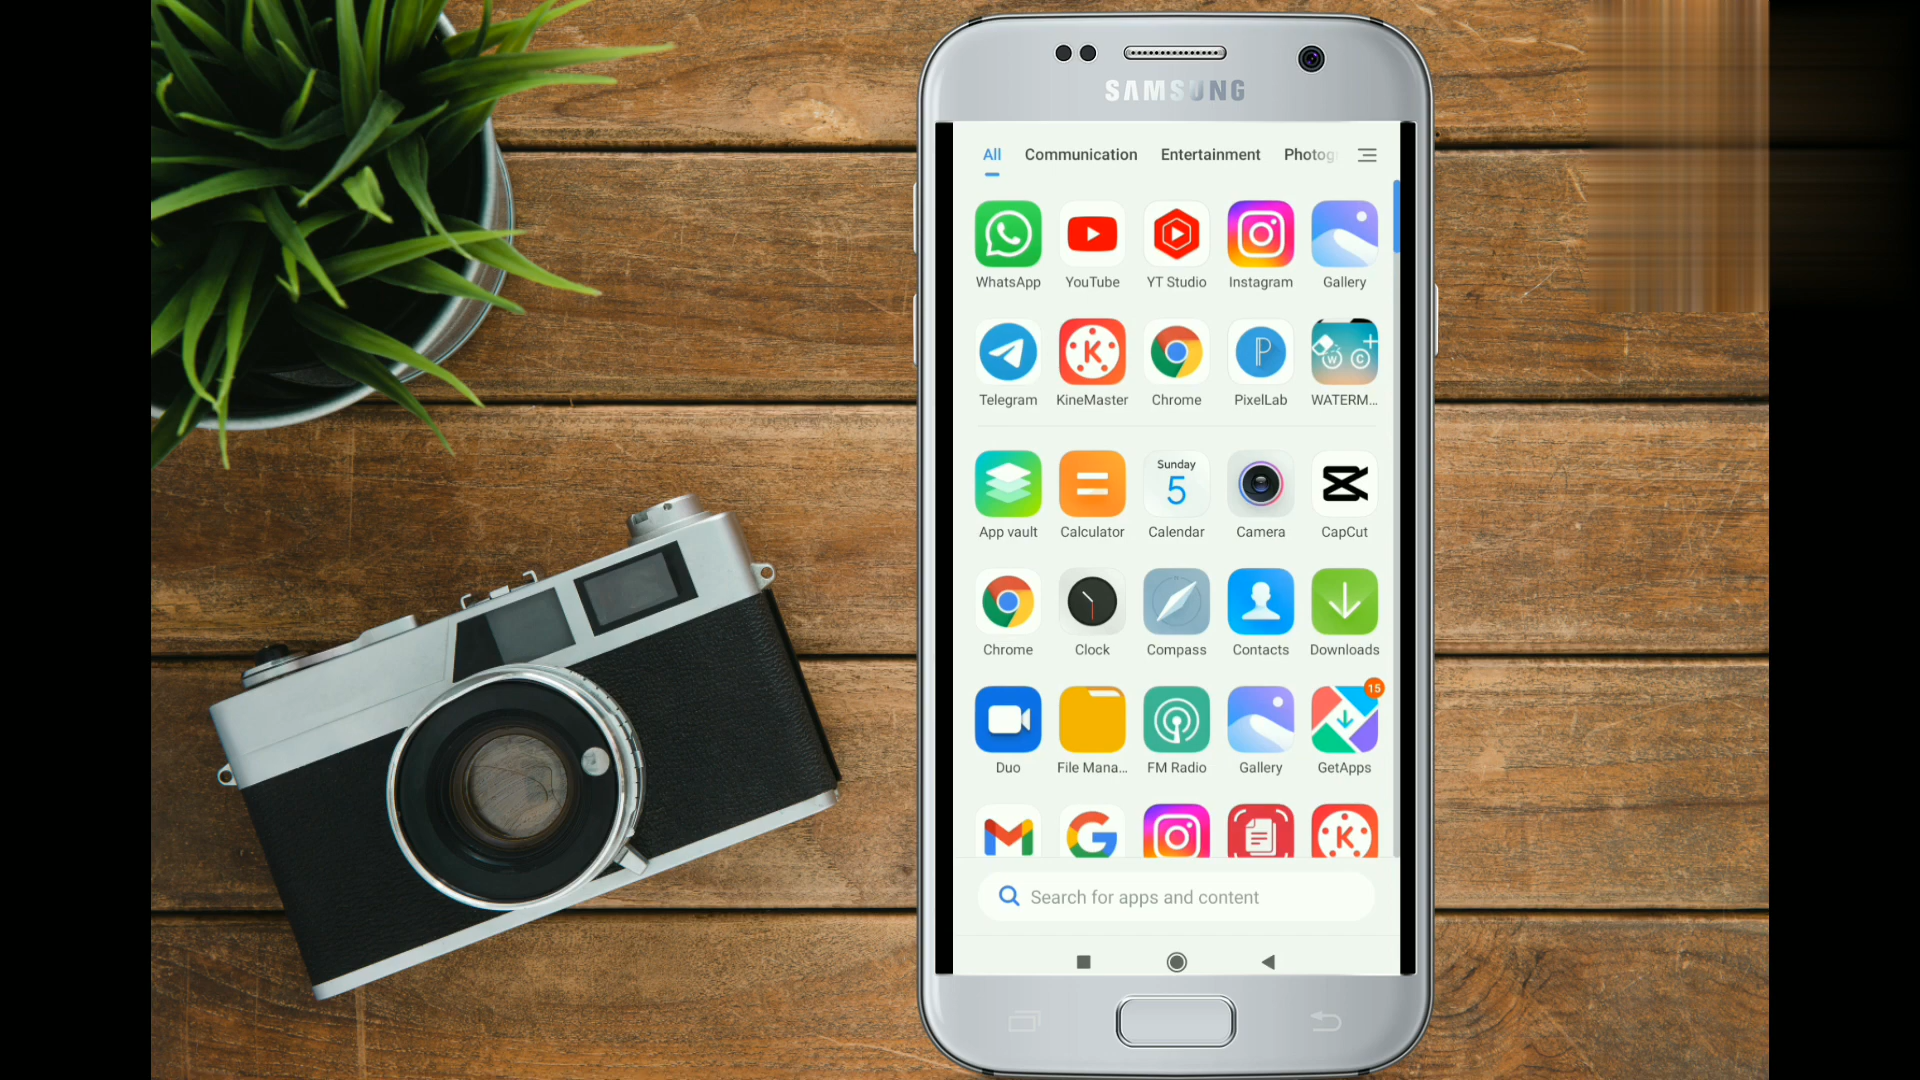 SAMSUNG
All Communication Entertainment Photog
WhatsApp YouTube YT Studio Instagram Gallery
Telegram KineMaster Chrome PixelLab WATERM...
Sunday
5
App vault Calculator Calendar Camera CapCut
Chrome Clock Compass Contacts Downloads
15
Duo File Mana... FM Radio Gallery GetApps
Search for apps and content